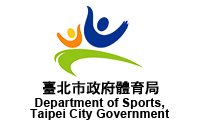 臺北市政府體育局
Department of Sports,
Taipei City Government